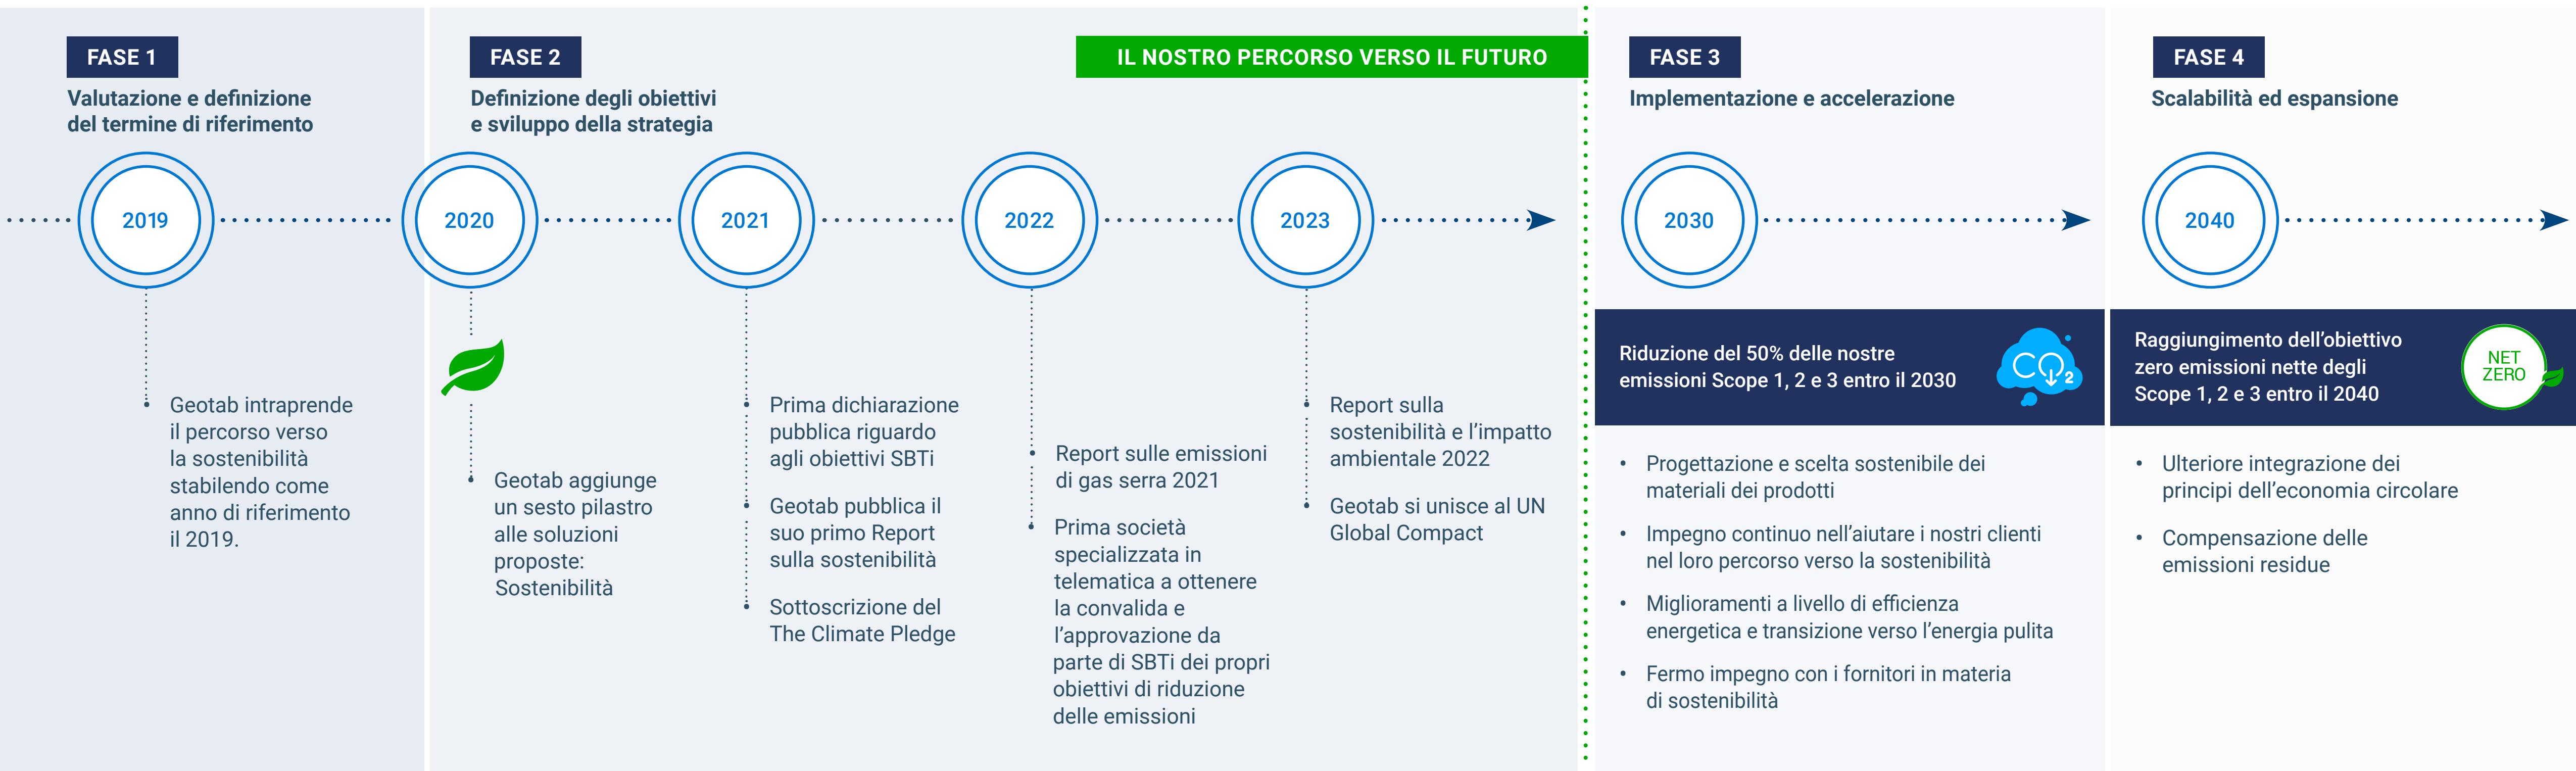 FASE 1
Valutazione e definizione
del termine di riferimento
2019
Geotab intraprende
il percorso verso
la sostenibilità
stabilendo come
anno di riferimento
il 2019.
FASE 2
Definizione degli obiettivi
e sviluppo della strategia
IL NOSTRO PERCORSO VERSO IL FUTURO
2020
Geotab aggiunge
un sesto pilastro
alle soluzioni
proposte:
Sostenibilità
2021
Prima dichiarazione
pubblica riguardo
agli obiettivi SBTi
Geotab pubblica il
suo primo Report
sulla sostenibilità
Sottoscrizione del
The Climate Pledge
2022
Report sulle emissioni
di gas serra 2021
Prima società
specializzata in
telematica a ottenere
la convalida e
l’approvazione da
parte di SBTi dei propri
obiettivi di riduzione
delle emissioni
2023
Report sulla
sostenibilità e l’impatto
ambientale 2022
Geotab si unisce al UN
Global Compact
FASE 3
Implementazione e accelerazione
2030
Riduzione del 50% delle nostre
emissioni Scope 1, 2 e 3 entro il 2030
CO2
• Progettazione e scelta sostenibile dei
materiali dei prodotti
• Impegno continuo nell’aiutare i nostri clienti
nel loro percorso verso la sostenibilità
• Miglioramenti a livello di efficienza
energetica e transizione verso l’energia pulita
• Fermo impegno con i fornitori in materia
di sostenibilità
FASE 4
Scalabilità ed espansione
2040
Raggiungimento dell’obiettivo
zero emissioni nette degli
Scope 1, 2 e 3 entro il 2040
NET
ZERO
• Ulteriore integrazione dei
principi dell’economia circolare
• Compensazione delle
emissioni residue